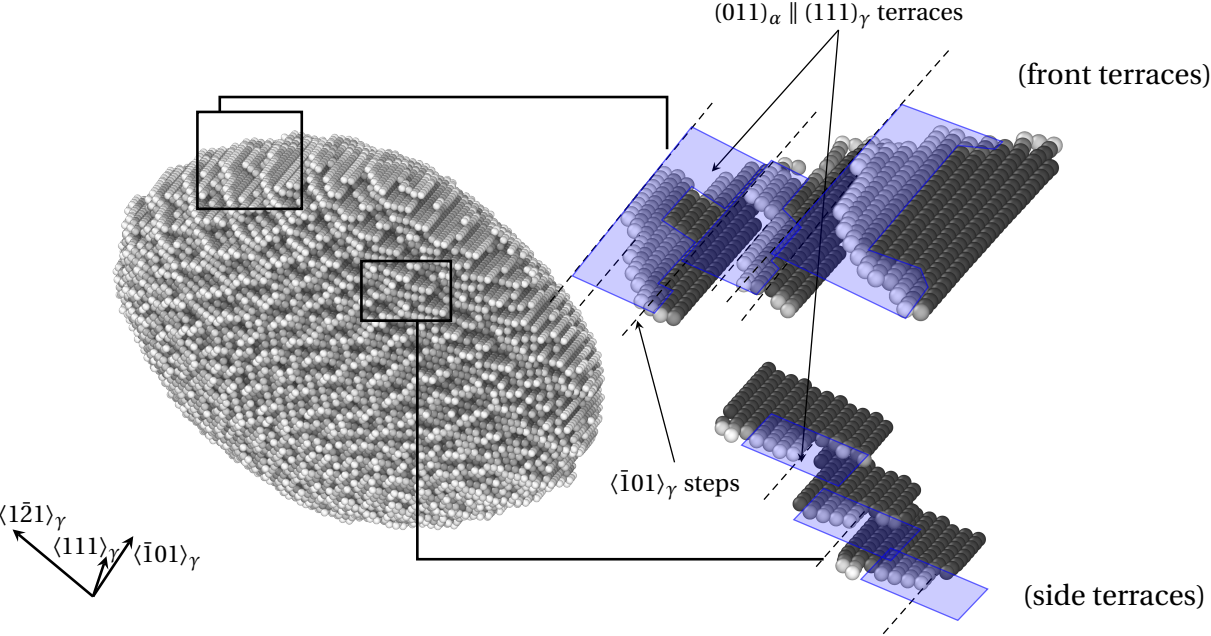 (011)α ∥ (111)γ terraces
(front terraces)
⟨1̄01⟩γ steps
⟨12̄1⟩γ
⟨111⟩γ
⟨1̄01⟩γ
(side terraces)